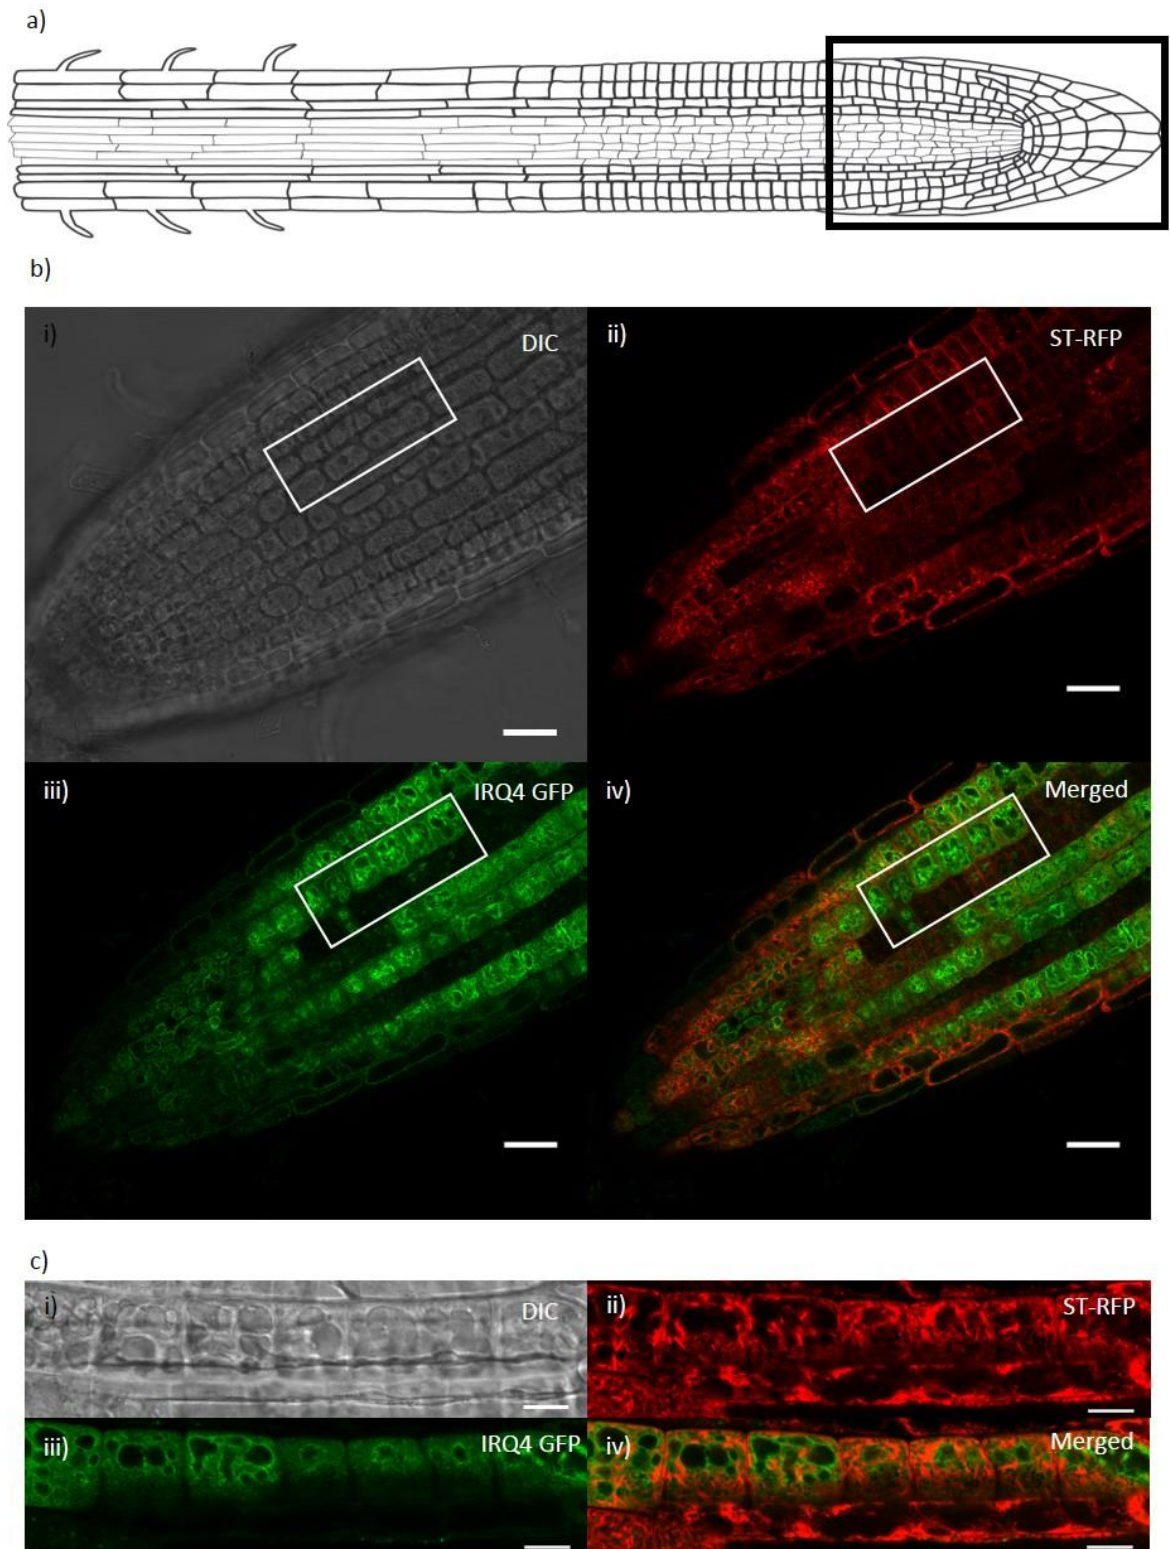 a)
b)
i)
DIC
ii)
ST-RFP
iii)
IRQ4 GFP
iv)
Merged
c)
i)
DIC
ii)
ST-RFP
iii)
IRQ4 GFP
iv)
Merged